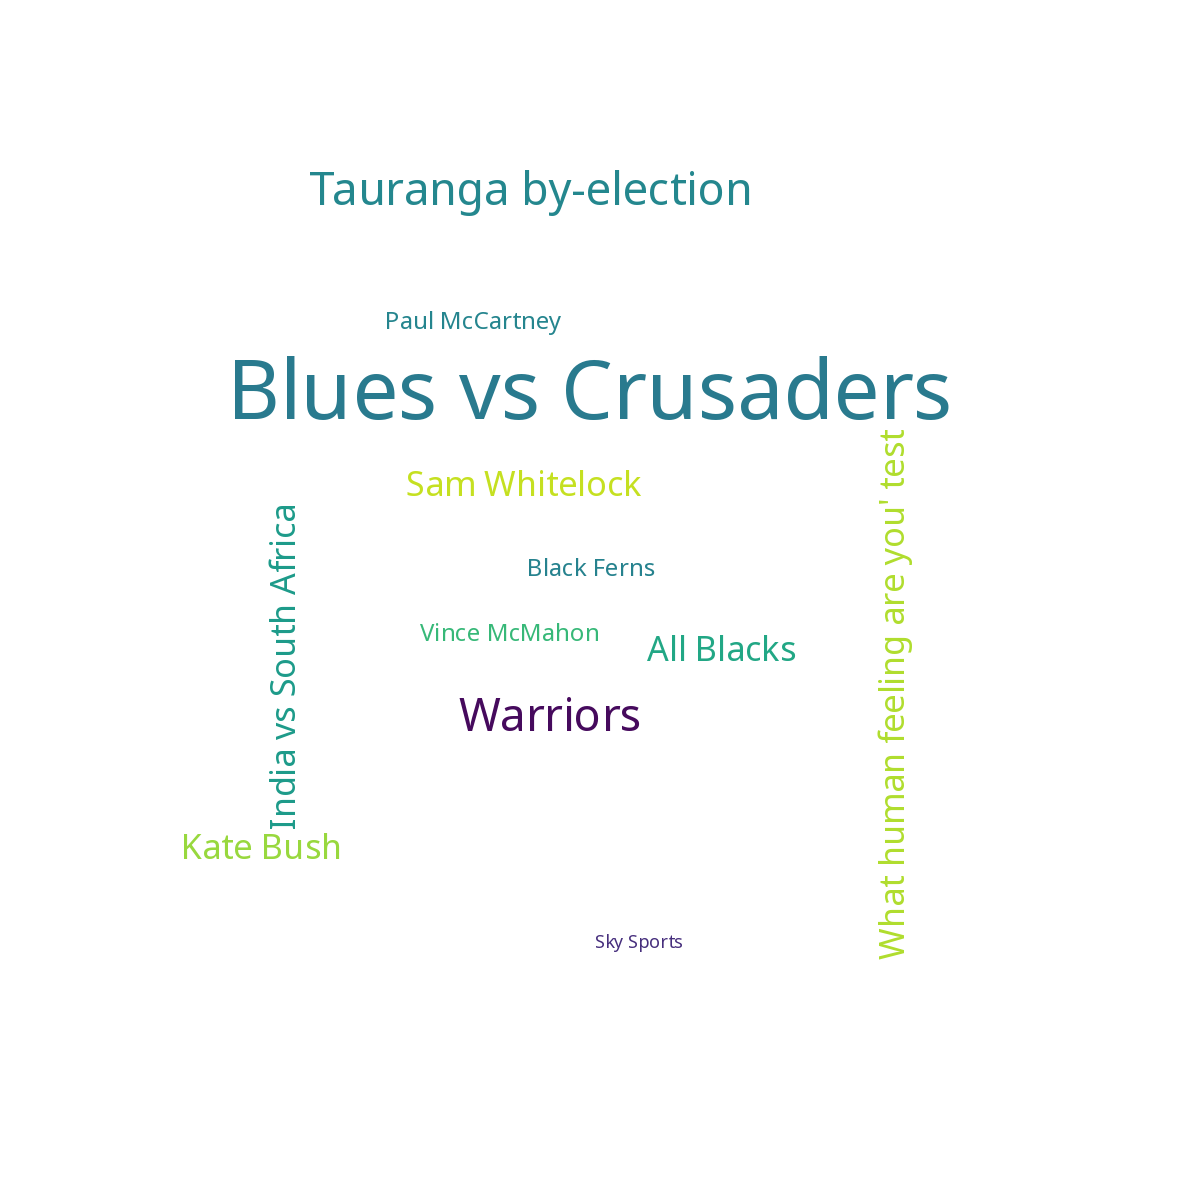 Tauranga by-election
Paul McCartney
Blues vs Crusaders
Sam Whitelock
What human feeling are you' test
India vs South Africa
Black Ferns
Vince McMahon
All Blacks
Warriors
Kate Bush
Sky Sports